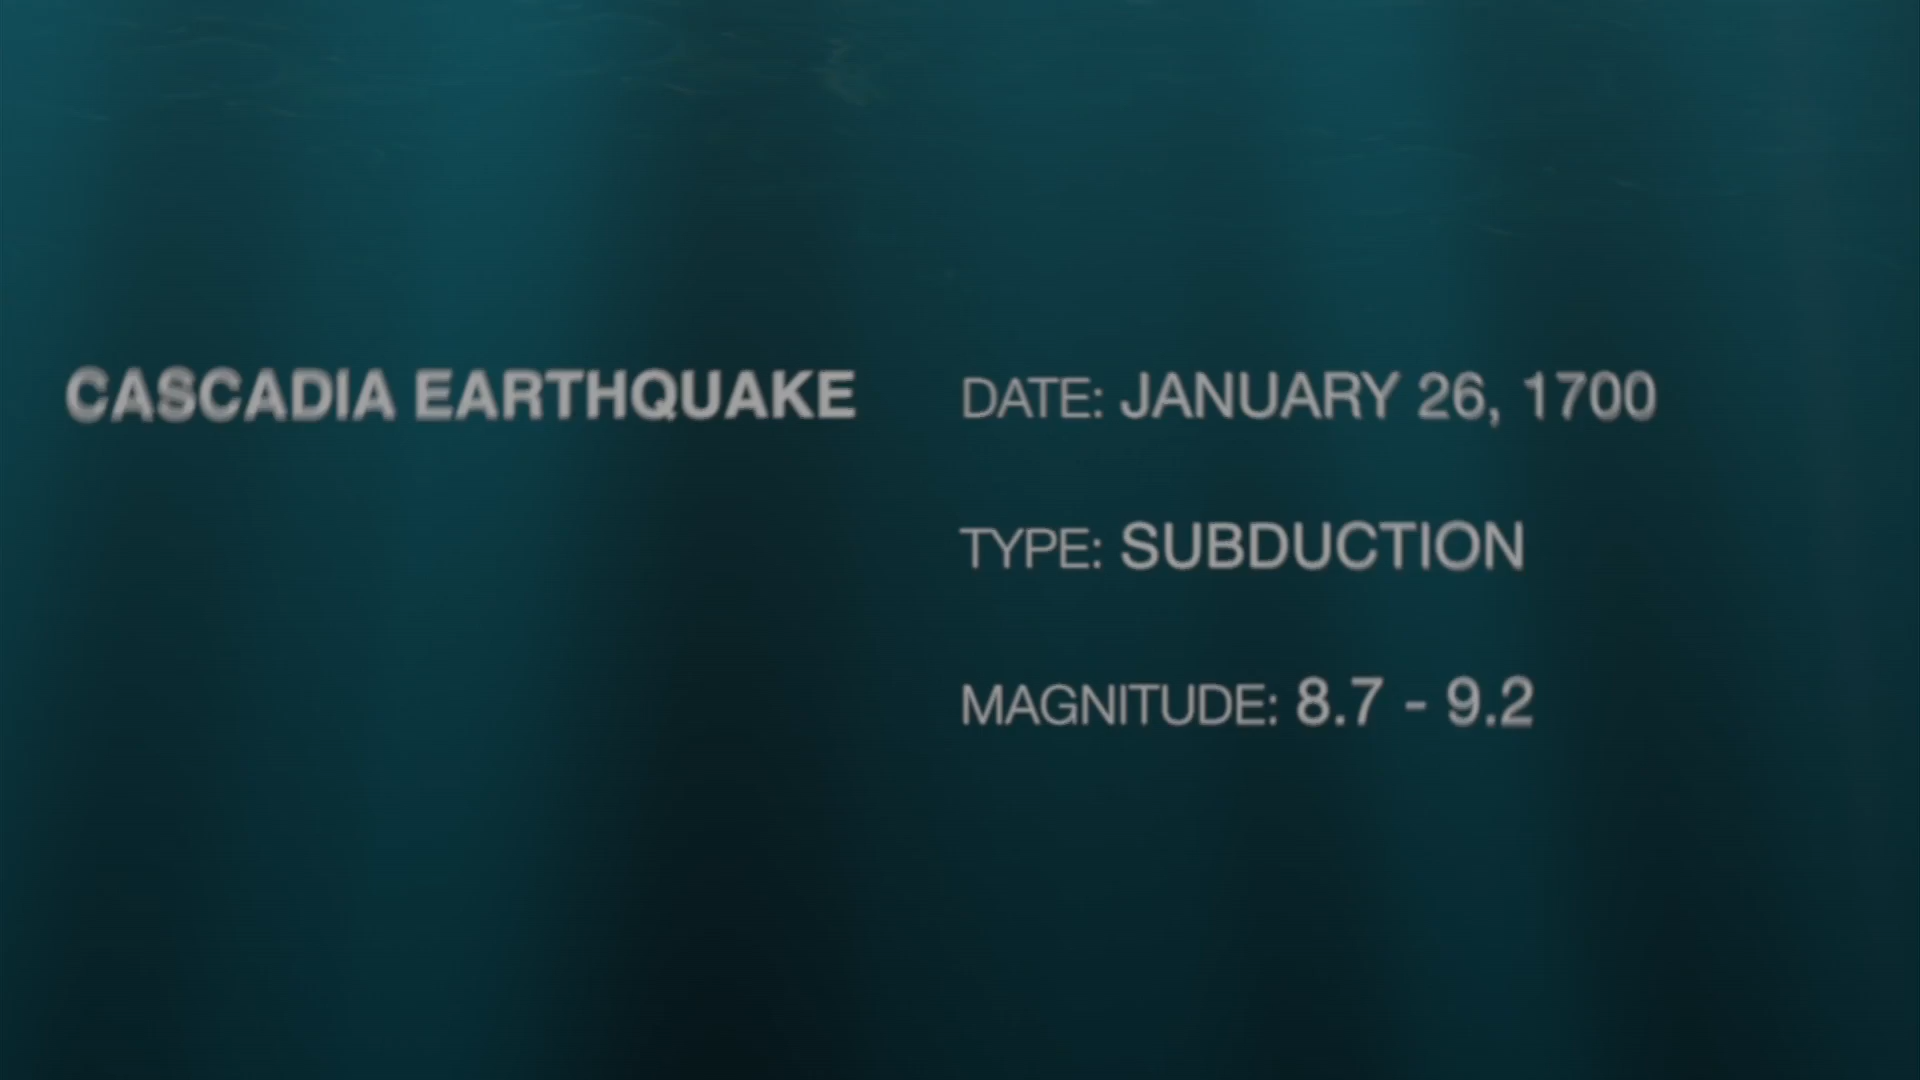 CASCADIA EARTHQUAKE
DATE: JANUARY 26, 1700
TYPE: SUBDUCTION
MAGNITUDE: 8.7 - 9.2